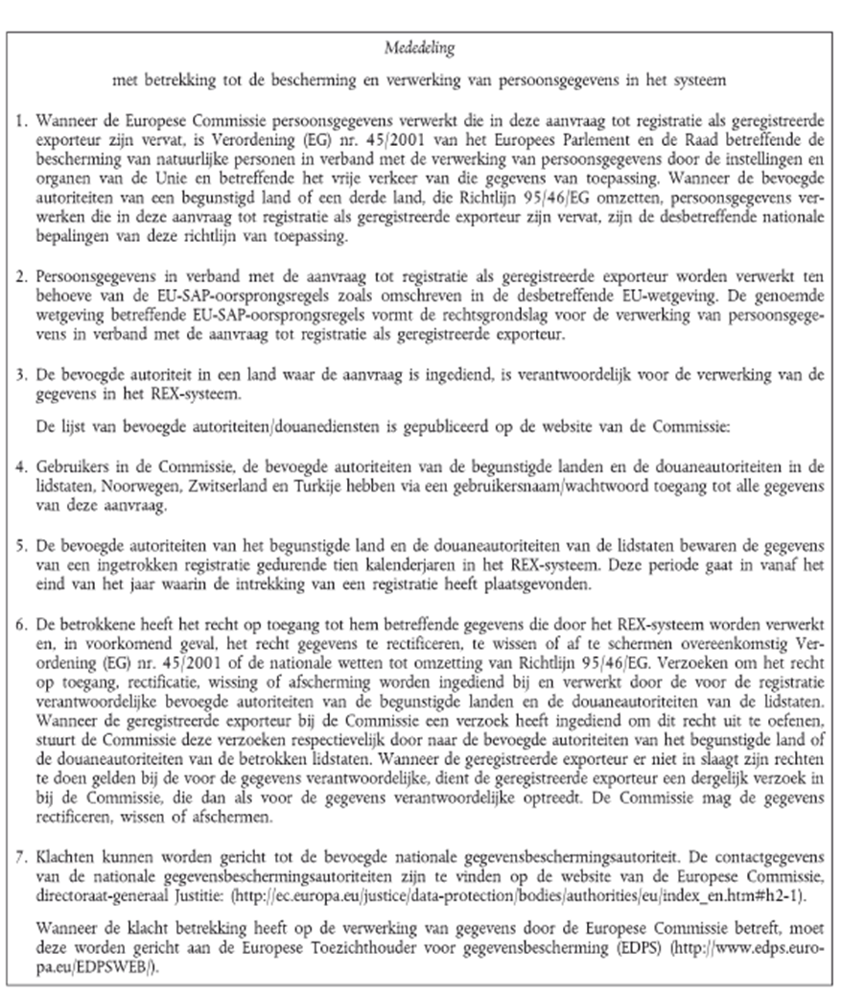 Mededeling
met betrekking tot de bescherming en verwerking van persoonsgegevens in het systeem
1. Wanneer de Europese Commissie persoonsgegevens verwerkt die in deze aanvraag tot registratie als geregistreerde
exporteur zijn vervat, is Verordening (EG) nr. 45/2001 van het Europees Parlement en de Raad betreffende de
bescherming van natuurlijke personen in verband met de verwerking van persoonsgegevens door de instellingen en
organen van de Unie en betreffende het vrije verkeer van die gegevens van toepassing. Wanneer de bevoegde
autoriteiten van een begunstigd land of een derde land, die Richtlijn 95/46/EG omzetten, persoonsgegevens ver-
werken die in deze aanvraag tot registratie als geregistreerde exporteur zijn vervat, zijn de desbetreffende nationale
bepalingen van deze richtlijn van toepassing.
2. Persoonsgegevens in verband met de aanvraag tot registratie als geregistreerde exporteur worden verwerkt ten
behoeve van de EU-SAP-oorsprongsregels zoals omschreven in de desbetreffende EU-wetgeving. De genoemde
wetgeving betreffende EU-SAP-oorsprongsregels vormt de rechtsgrondslag voor de verwerking van persoonsgege-
vens in verband met de aanvraag tot registratie als geregistreerde exporteur.
3. De bevoegde autoriteit in een land waar de aanvraag is ingediend, is verantwoordelijk voor de verwerking van de
gegevens in het REX-systeem.
De lijst van bevoegde autoriteiten/douanediensten is gepubliceerd op de website van de Commissie:
4. Gebruikers in de Commissie, de bevoegde autoriteiten van de begunstigde landen en de douaneautoriteiten in de
lidstaten, Noorwegen, Zwitserland en Turkije hebben via een gebruikersnaam/wachtwoord toegang tot alle gegevens
van deze aanvraag.
5. De bevoegde autoriteiten van het begunstigde land en de douaneautoriteiten van de lidstaten bewaren de gegevens
van een ingetrokken registratie gedurende tien kalenderjaren in het REX-systeem. Deze periode gaat in vanaf het
eind van het jaar waarin de intrekking van een registratie heeft plaatsgevonden.
6. De betrokkene heeft het recht op toegang tot hem betreffende gegevens die door het REX-systeem worden verwerkt
en, in voorkomend geval, het recht gegevens te rectificeren, te wissen of af te schermen overeenkomstig Ver-
ordening (EG) nr. 45/2001 of de nationale wetten tot omzetting van Richtlijn 95/46/EG. Verzoeken om het recht
op toegang, rectificatie, wissing of afscherming worden ingediend bij en verwerkt door de voor de registratie
verantwoordelijke bevoegde autoriteiten van de begunstigde landen en de douaneautoriteiten van de lidstaten.
Wanneer de geregistreerde exporteur bij de Commissie een verzoek heeft ingediend om dit recht uit te oefenen,
stuurt de Commissie deze verzoeken respectievelijk door naar de bevoegde autoriteiten van het begunstigde land of
de douaneautoriteiten van de betrokken lidstaten. Wanneer de geregistreerde exporteur er niet in slaagt zijn rechten
te doen gelden bij de voor de gegevens verantwoordelijke, dient de geregistreerde exporteur een dergelijk verzoek in
bij de Commissie, die dan als voor de gegevens verantwoordelijke optreedt. De Commissie mag de gegevens
rectificeren, wissen of afschermen.
7. Klachten kunnen worden gericht tot de bevoegde nationale gegevensbeschermingsautoriteit. De contactgegevens
van de nationale gegevensbeschermingsautoriteiten zijn te vinden op de website van de Europese Commissie,
directoraat-generaal Justitie: (http://ec.europa.eu/justice/data-protection/bodies/authorities/eu/index_en.htm#h2-1).
Wanneer de klacht betrekking heeft op de verwerking van gegevens door de Europese Commissie betreft, moet
deze worden gericht aan de Europese Toezichthouder voor gegevensbescherming (EDPS) (http://www.edps.euro-
pa.eu/EDPSWEB/).